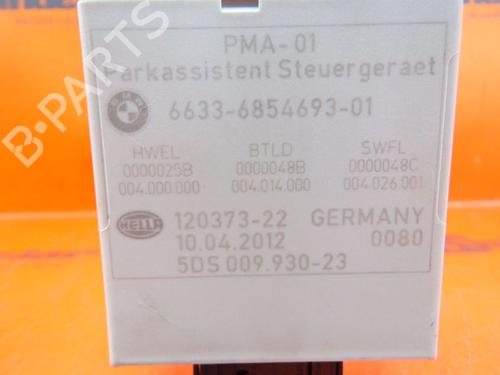 PMA-01
Parkassistent Steuergeraet
BMW
6633-6854693-01
HWEL BTLD SWFL
0000025B 0000048B 0000048C
004.000.000 004.014.000 004.026.001
HELLA 120373-22 GERMANY
10.04.2012 0080
5DS 009.930-23